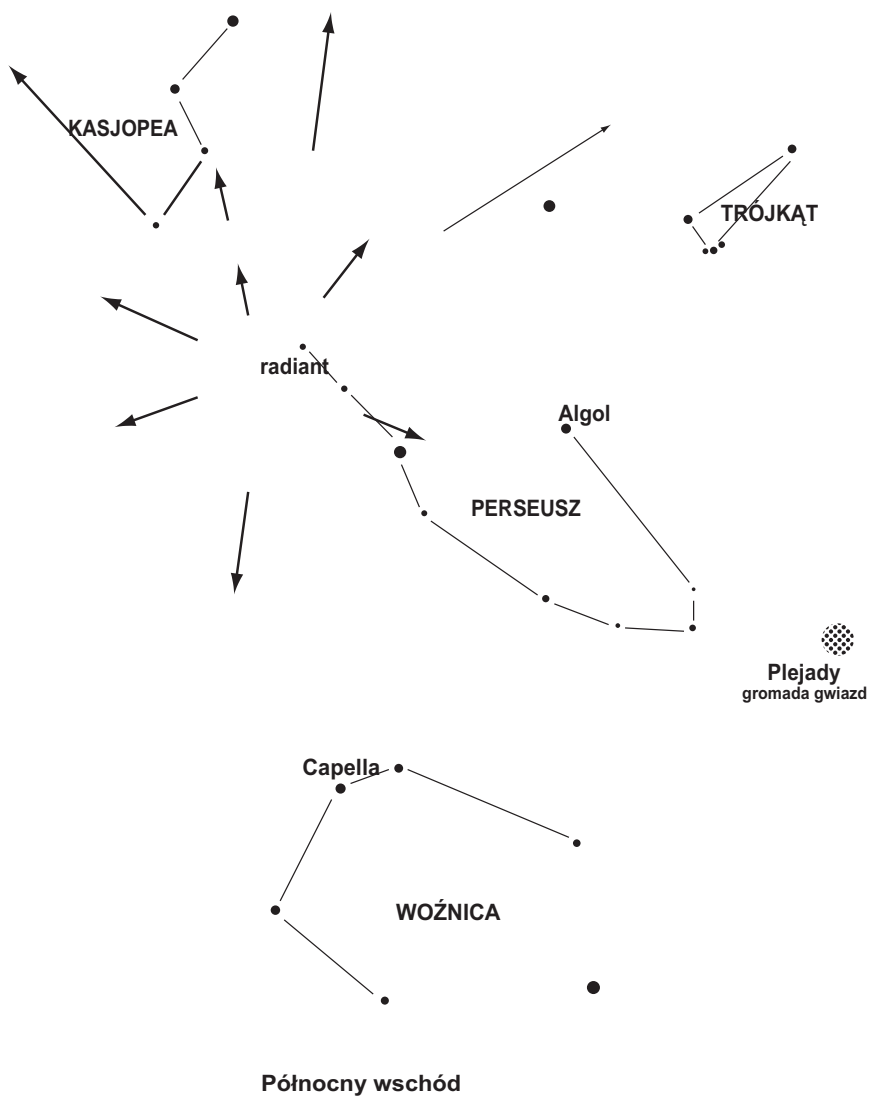 KASJOPEA
TRÓJKĄT
radiant
Algol
PERSEUSZ
Plejady
gromada gwiazd
Capella
WOŹNICA
Północny wschód